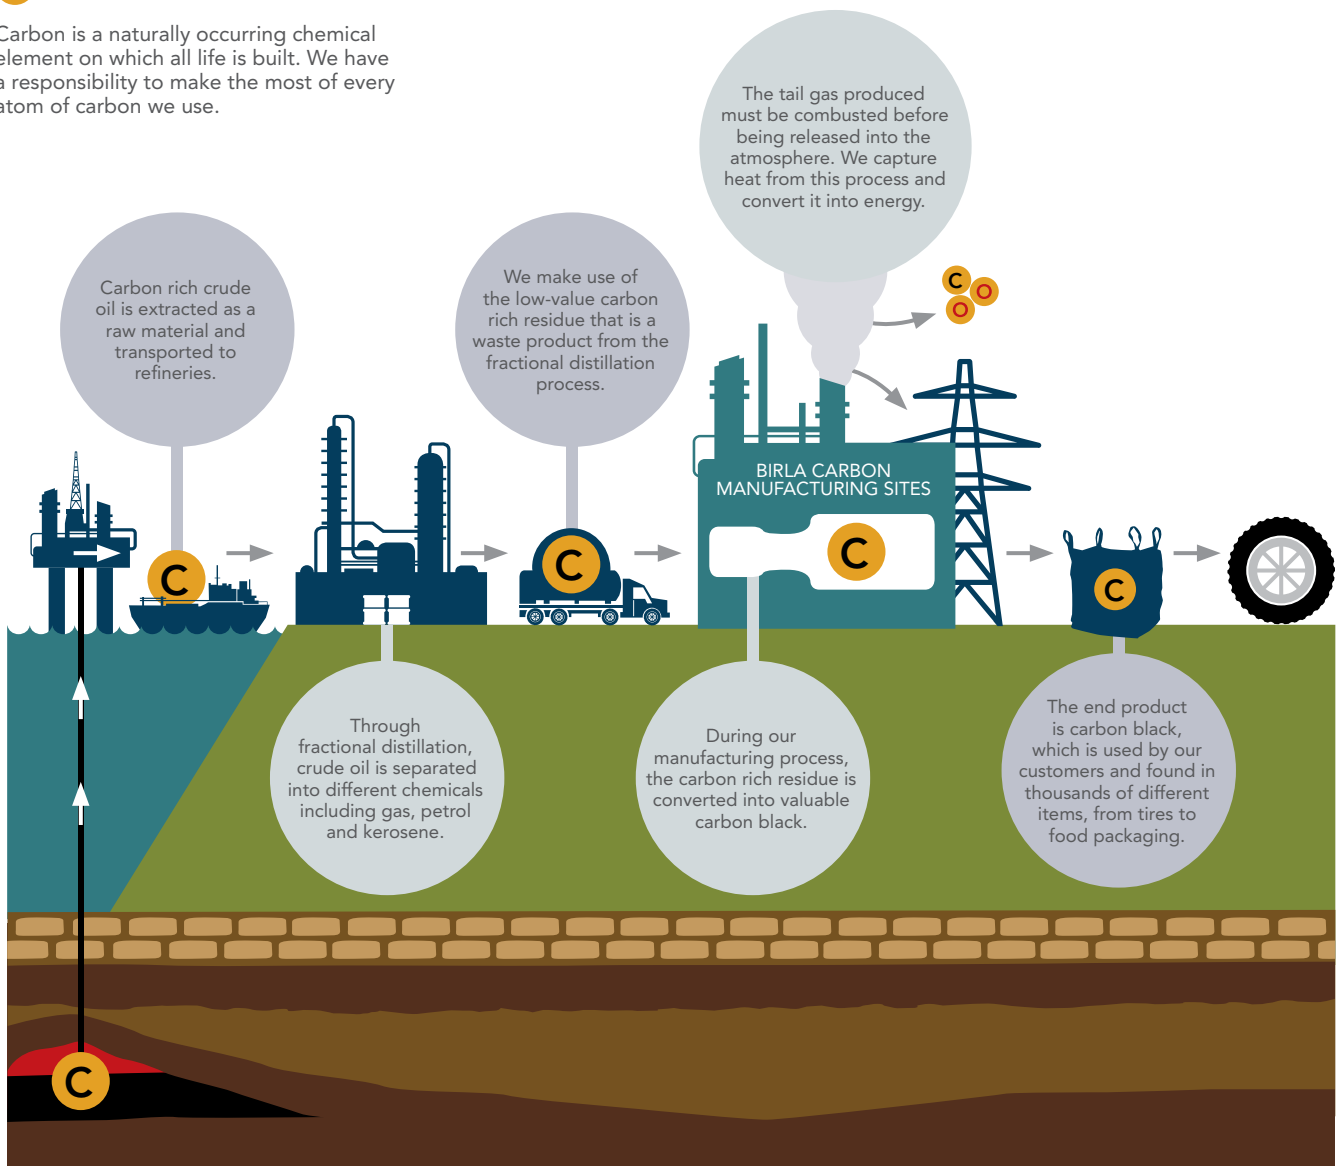 Carbon is a naturally occurring chemical
element on which all life is built. We have
a responsibility to make the most of every
atom of carbon we use.
The tail gas produced
must be combusted before
being released into the
atmosphere. We capture
heat from this process and
convert it into energy.
Carbon rich crude
oil is extracted as a
raw material and
transported to
refineries.
We make use of
the low-value carbon
rich residue that is a
waste product from the
fractional distillation
process.
C
O
O
BIRLA CARBON
MANUFACTURING SITES
C
C
C
C
Through
fractional distillation,
crude oil is separated
into different chemicals
including gas, petrol
and kerosene.
During our
manufacturing process,
the carbon rich residue is
converted into valuable
carbon black.
The end product
is carbon black,
which is used by our
customers and found in
thousands of different
items, from tires to
food packaging.
C